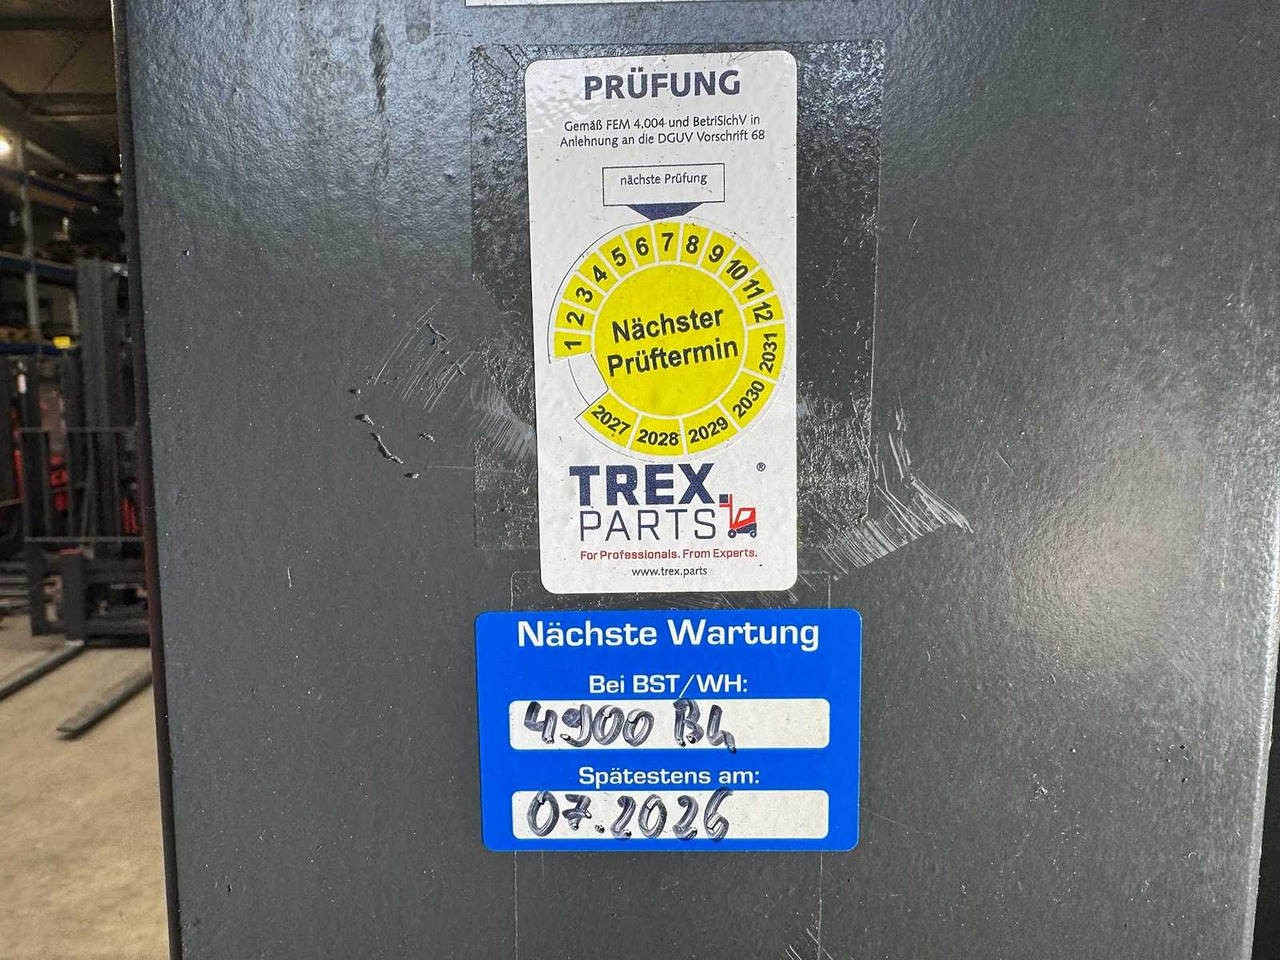 PRÜFUNG
Gemäß FEM 4.004 und BetriSichV in
Anlehnung an die DGUV Vorschrift 68
nächste Prüfung
1 2 3 4 5 6 7 8 9 10 11 12
2031
2030
2029
2028
2027
Nächster
Prüftermin
TREX.®
PARTS
For Professionals. From Experts.
www.trex.parts
Nächste Wartung
Bei BST/WH:
4900 Bh
Spätestens am:
07.2026